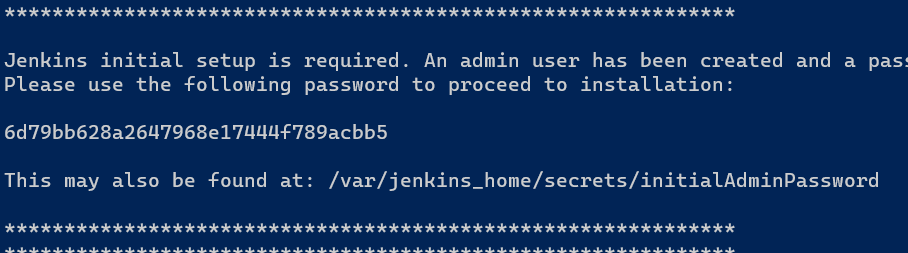 *************************************************************
Jenkins initial setup is required. An admin user has been created and a pas
Please use the following password to proceed to installation:
6d79bb628a2647968e17444f789acbb5
This may also be found at: /var/jenkins_home/secrets/initialAdminPassword
*************************************************************
*************************************************************